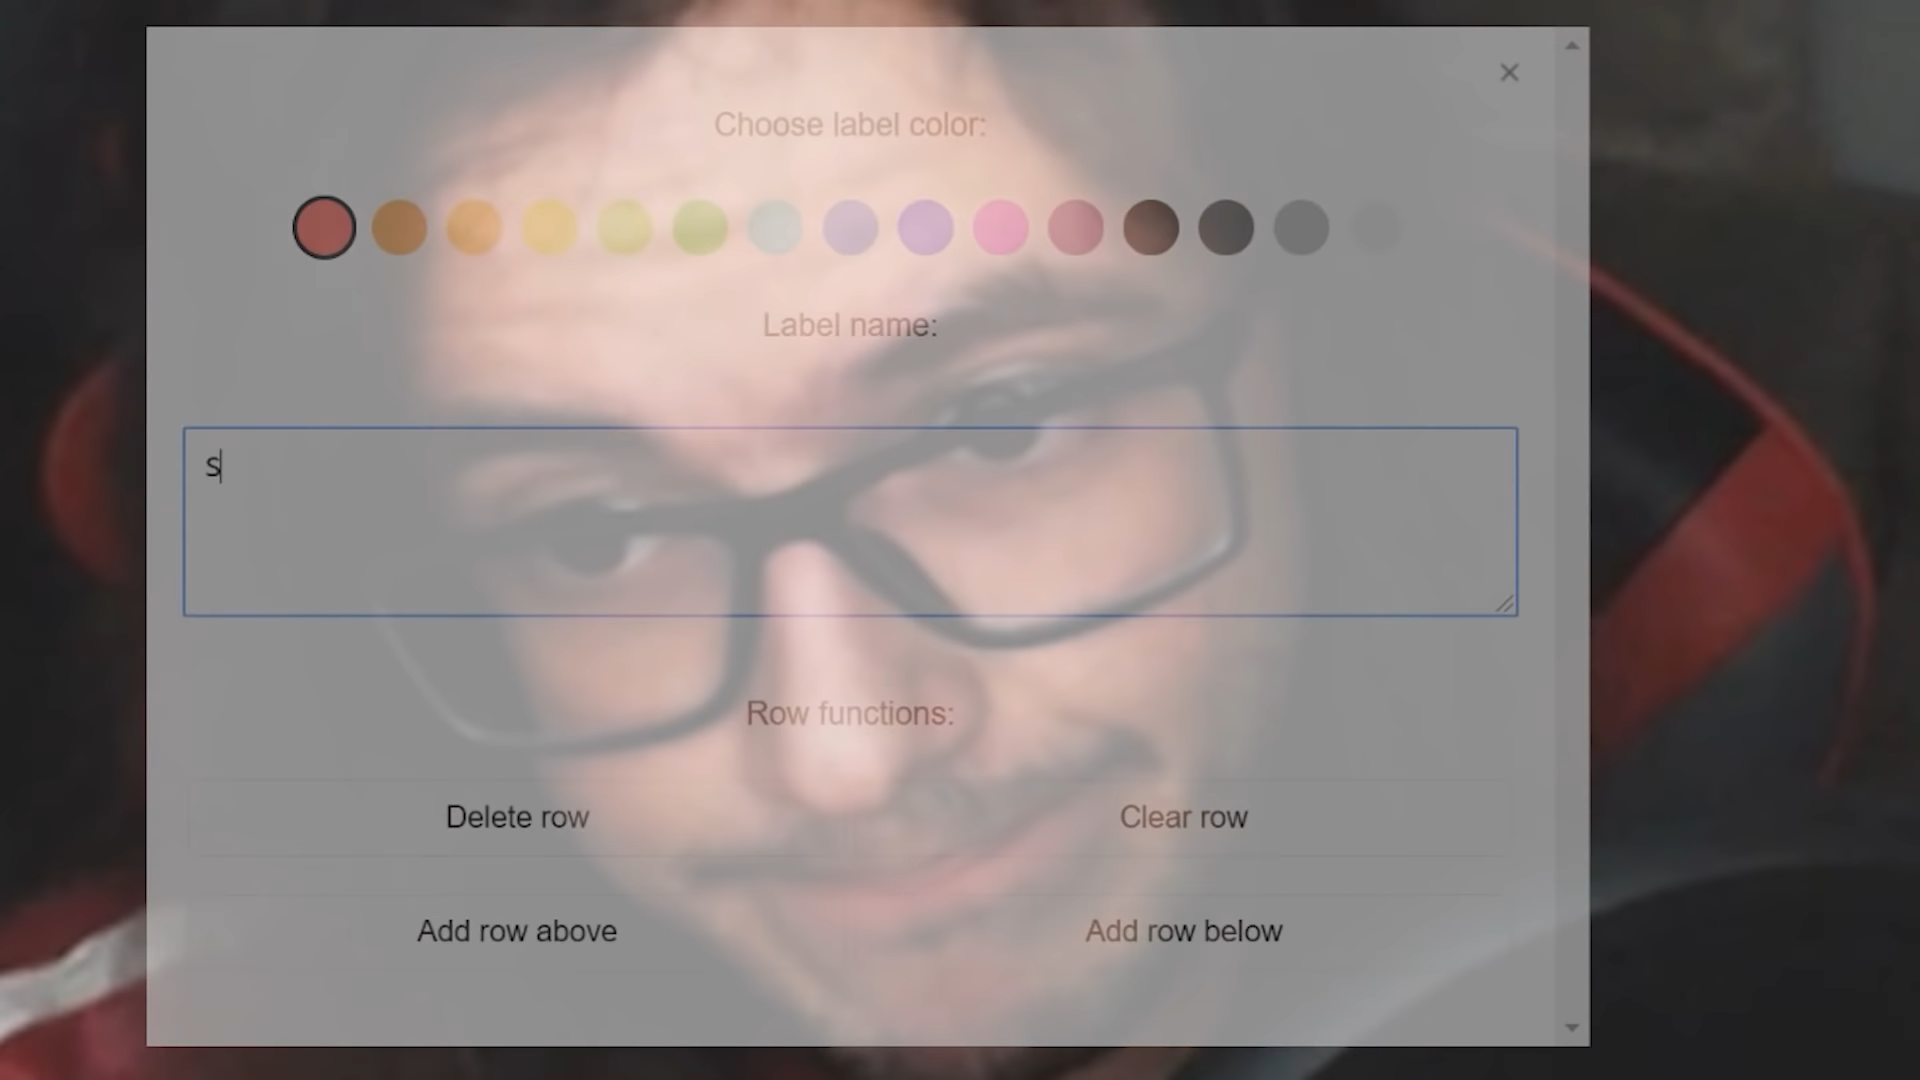 Choose label color:
Label name:
s
Row functions:
Delete row
Clear row
Add row above
Add row below